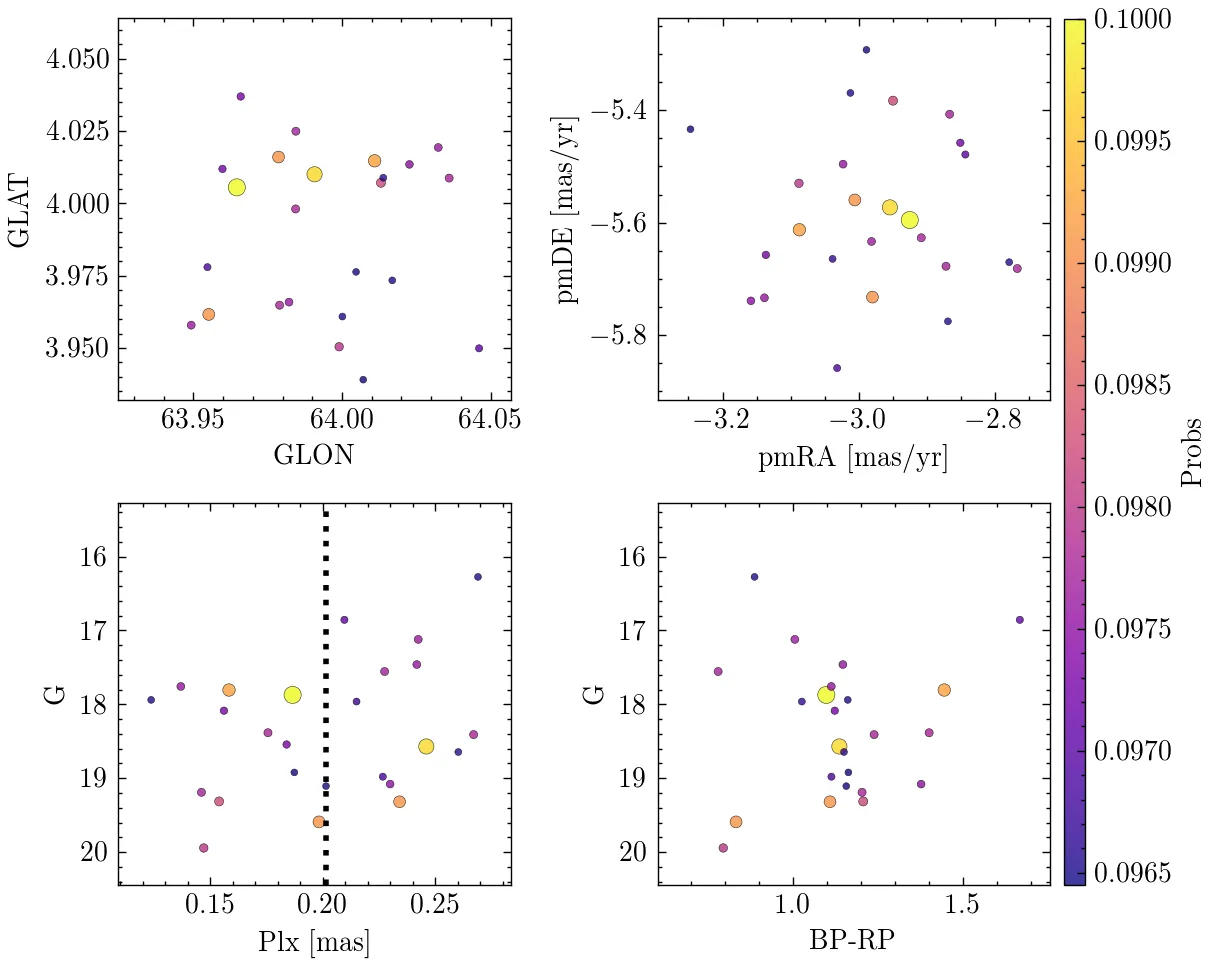 4.050
4.025
4.000
3.975
3.950
GLAT
63.95 64.00 64.05
GLON
−5.4
−5.6
−5.8
pmDE [mas/yr]
−3.2 −3.0 −2.8
pmRA [mas/yr]
0.1000
0.0995
0.0990
0.0985
0.0980
0.0975
0.0970
0.0965
Probs
16
17
18
19
20
G
0.15 0.20 0.25
Plx [mas]
16
17
18
19
20
G
1.0 1.5
BP-RP